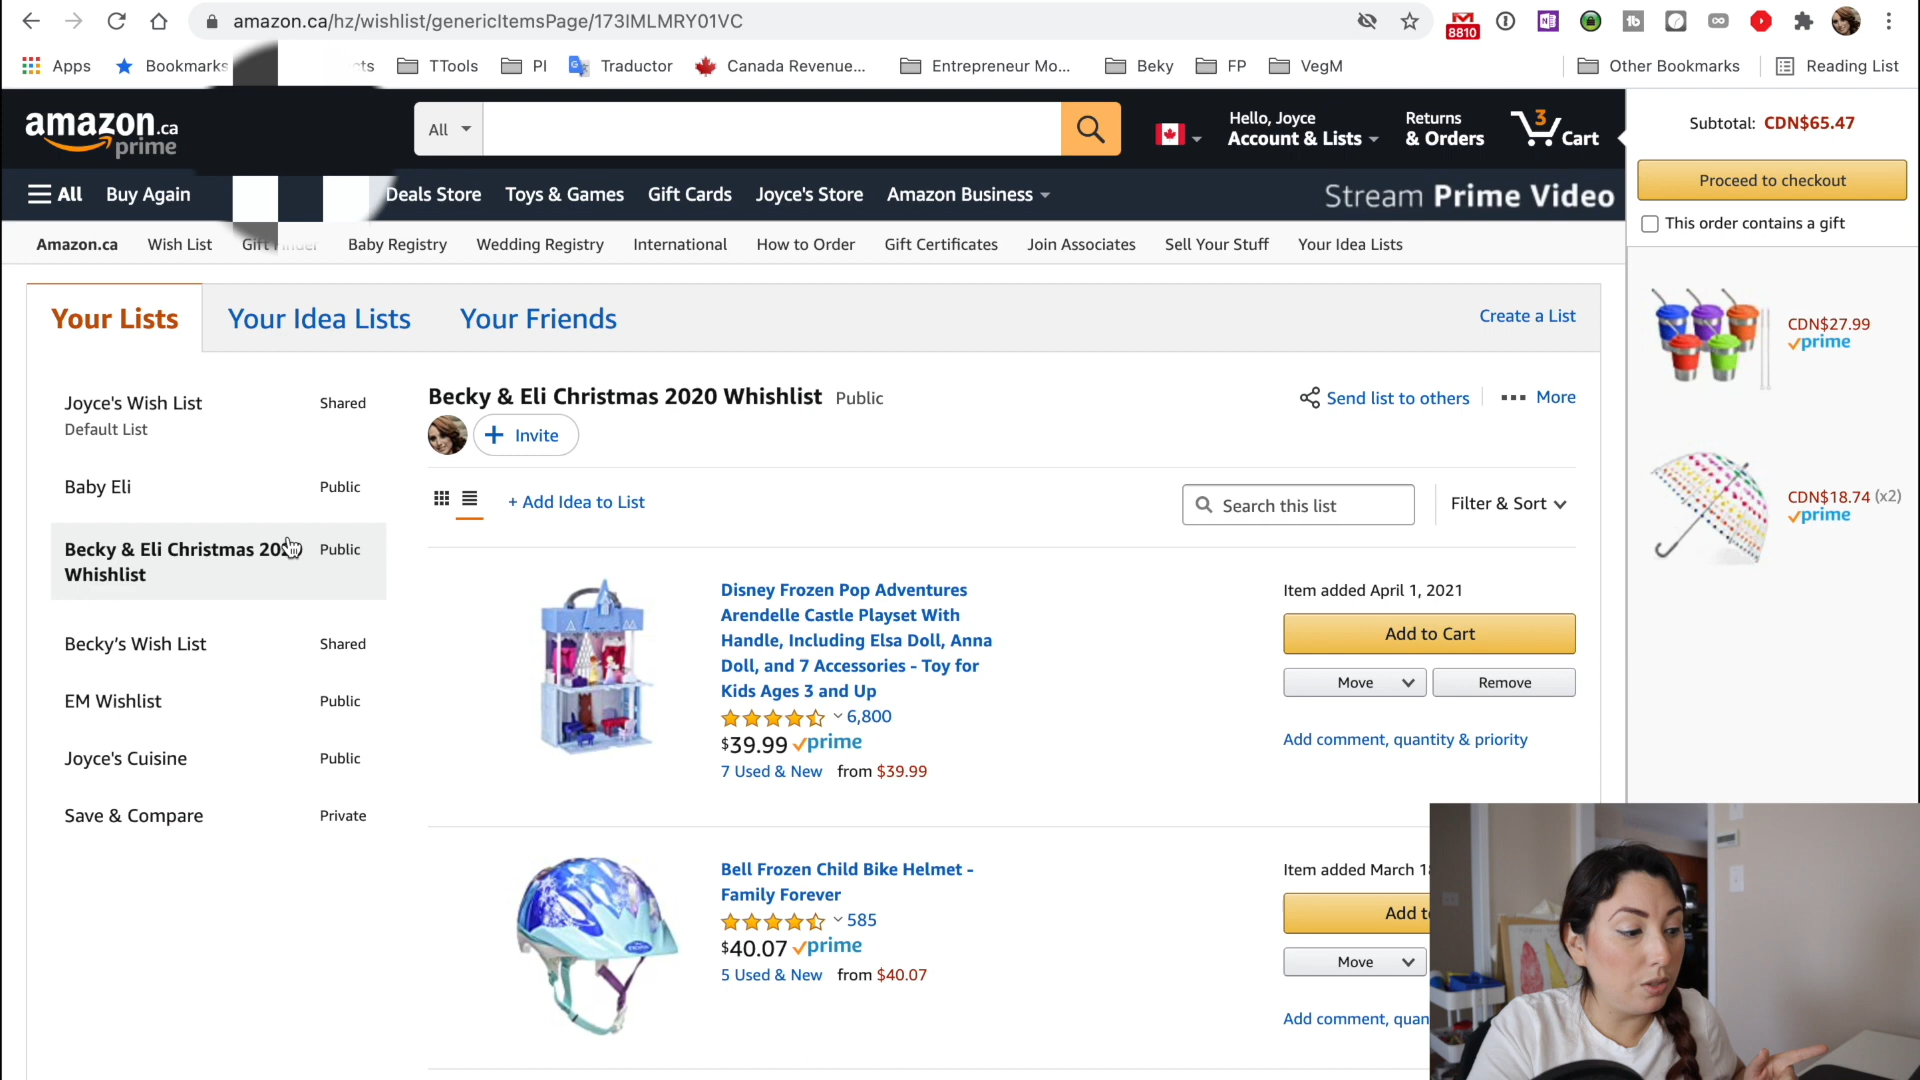 amazon.ca/hz/wishlist/genericItemsPage/173IMLMRY01VC
8810
Apps Bookmarks TTools PI Traductor Canada Revenue... Entrepreneur Mo... Beky FP VegM Other Bookmarks Reading List
amazon.ca
prime
All
Hello, Joyce
Account & Lists
Returns
& Orders
3
Cart
Subtotal: CDN$65.47
Proceed to checkout
This order contains a gift
All Buy Again Deals Store Toys & Games Gift Cards Joyce's Store Amazon Business
Stream Prime Video
Amazon.ca Wish List Gift Finder Baby Registry Wedding Registry International How to Order Gift Certificates Join Associates Sell Your Stuff Your Idea Lists
Your Lists Your Idea Lists Your Friends Create a List
Joyce's Wish List Shared
Default List
Baby Eli Public
Becky & Eli Christmas 2020 Public
Whishlist
Becky's Wish List Shared
EM Wishlist Public
Joyce's Cuisine Public
Save & Compare Private
Becky & Eli Christmas 2020 Whishlist Public
Send list to others More
Invite
+ Add Idea to List
Search this list
Filter & Sort
Disney Frozen Pop Adventures
Arendelle Castle Playset With
Handle, Including Elsa Doll, Anna
Doll, and 7 Accessories - Toy for
Kids Ages 3 and Up
6,800
$39.99 prime
7 Used & New from $39.99
Item added April 1, 2021
Add to Cart
Move Remove
Add comment, quantity & priority
Bell Frozen Child Bike Helmet -
Family Forever
585
$40.07 prime
5 Used & New from $40.07
Item added March 18
Add to
Move
Add comment, quan
CDN$27.99
prime
CDN$18.74 (x2)
prime